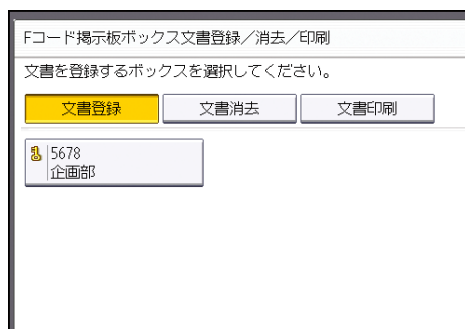 Fコード掲示板ボックス文書登録／消去／印刷
文書を登録するボックスを選択してください。
文書登録 文書消去 文書印刷
5678
企画部